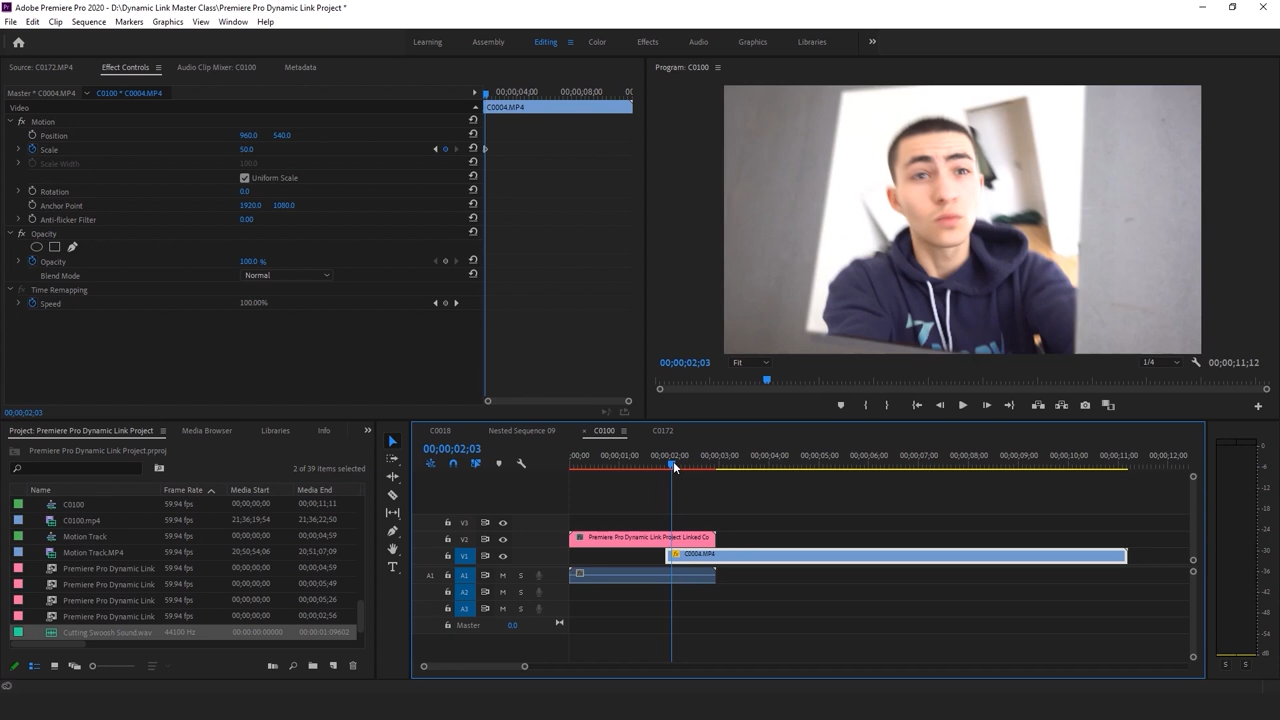 Adobe Premiere Pro 2020 - D:\Dynamic Link Master Class\Premiere Pro Dynamic Link Project *
File Edit Clip Sequence Markers Graphics View Window Help
Learning Assembly Editing Color Effects Audio Graphics Libraries
Source: C0172.MP4 Effect Controls Audio Clip Mixer: C0100 Metadata
Program: C0100
Master * C0004.MP4 C0100 * C0004.MP4
00;00;04;00 00;00;08;00
Video
C0004.MP4
fx Motion
Position 960.0 540.0
Scale 50.0
Scale Width 100.0
Uniform Scale
Rotation 0.0
Anchor Point 1920.0 1080.0
Anti-flicker Filter 0.00
fx Opacity
Opacity 100.0 %
Blend Mode Normal
fx Time Remapping
Speed 100.00%
00;00;02;03
00;00;02;03 Fit 1/4 00;00;11;12
Project: Premiere Pro Dynamic Link Project Media Browser Libraries Info
Premiere Pro Dynamic Link Project.prproj
2 of 39 items selected
Name Frame Rate Media Start Media End
C0100 59.94 fps 00;00;00;00 00;00;11;11
C0100.mp4 59.94 fps 21;36;19;54 21;36;22;50
Motion Track 59.94 fps 00;00;00;00 00;00;04;59
Motion Track.MP4 59.94 fps 20;50;51;07 20;51;07;09
Premiere Pro Dynamic Link 59.94 fps 00;00;00;00 00;00;04;59
Premiere Pro Dynamic Link 59.94 fps 00;00;00;00 00;00;05;49
Premiere Pro Dynamic Link 59.94 fps 00;00;00;00 00;00;05;26
Premiere Pro Dynamic Link 59.94 fps 00;00;00;00 00;00;02;56
Cutting Swoosh Sound.wav 44100 Hz 00:00:00:00000 00:00:01:09602
C0018 Nested Sequence 09 × C0100 C0172
00;00;02;03
;00;00 00;00;01;00 00;00;02;00 00;00;03;00 00;00;04;00 00;00;05;00 00;00;06;00 00;00;07;00 00;00;08;00 00;00;09;00 00;00;10;00 00;00;11;00 00;00;12;00
V3
V2 Premiere Pro Dynamic Link Project Linked Co
V1 fx C0004.MP4
A1 A1 M S
A2 M S
A3 M S
Master 0.0
0
-6
-54
dB
S S